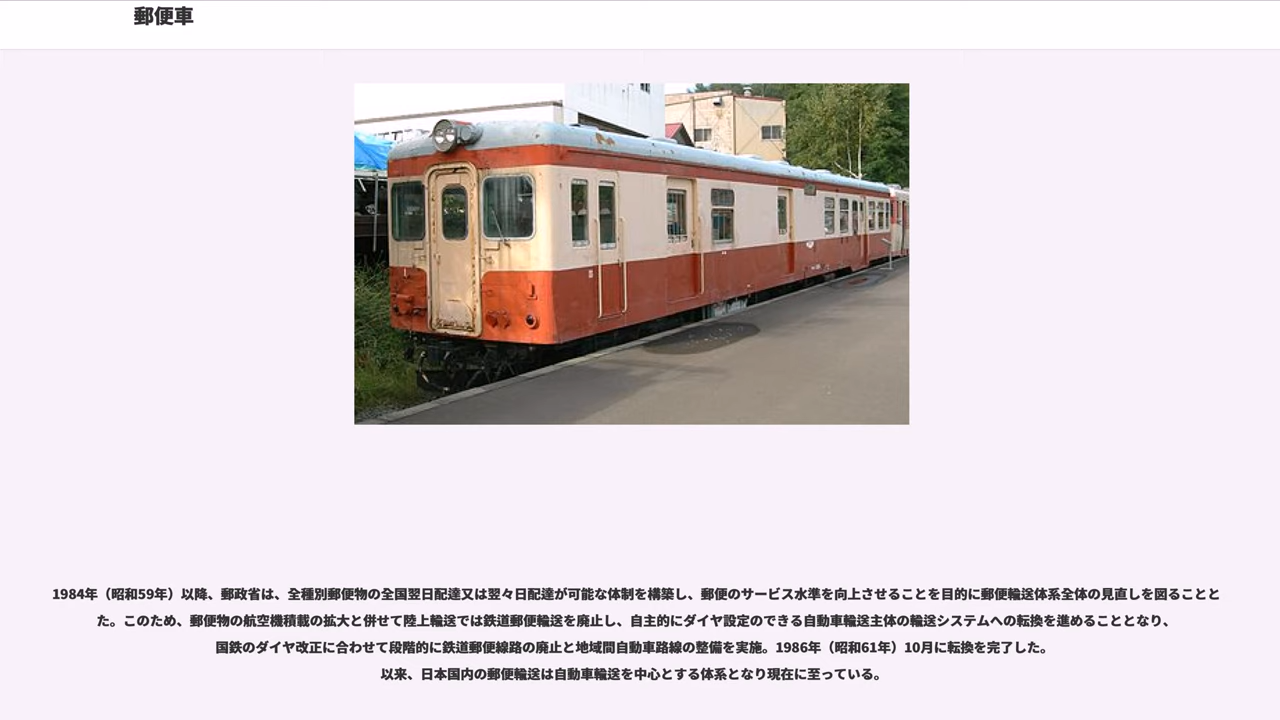 郵便車
1984年（昭和59年）以降、郵政省は、全種別郵便物の全国翌日配達又は翌々日配達が可能な体制を構築し、郵便のサービス水準を向上させることを目的に郵便輸送体系全体の見直しを図ることと
た。このため、郵便物の航空機積載の拡大と併せて陸上輸送では鉄道郵便輸送を廃止し、自主的にダイヤ設定のできる自動車輸送主体の輸送システムへの転換を進めることとなり、
国鉄のダイヤ改正に合わせて段階的に鉄道郵便線路の廃止と地域間自動車路線の整備を実施。1986年（昭和61年）10月に転換を完了した。
以来、日本国内の郵便輸送は自動車輸送を中心とする体系となり現在に至っている。